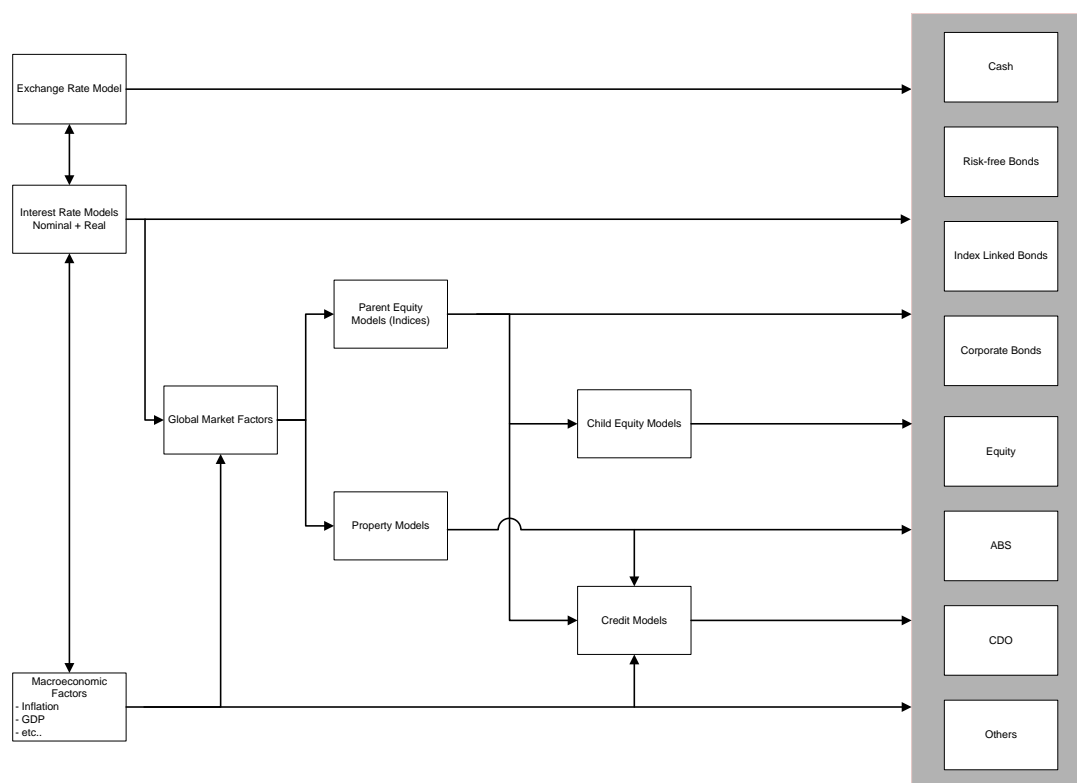 Cash
Exchange Rate Model
Risk-free Bonds
Interest Rate Models
Nominal + Real
Index Linked Bonds
Parent Equity
Models (Indices)
Corporate Bonds
Global Market Factors
Child Equity Models
Equity
Property Models
ABS
Credit Models
CDO
Macroeconomic
Factors
- Inflation
- GDP
- etc..
Others